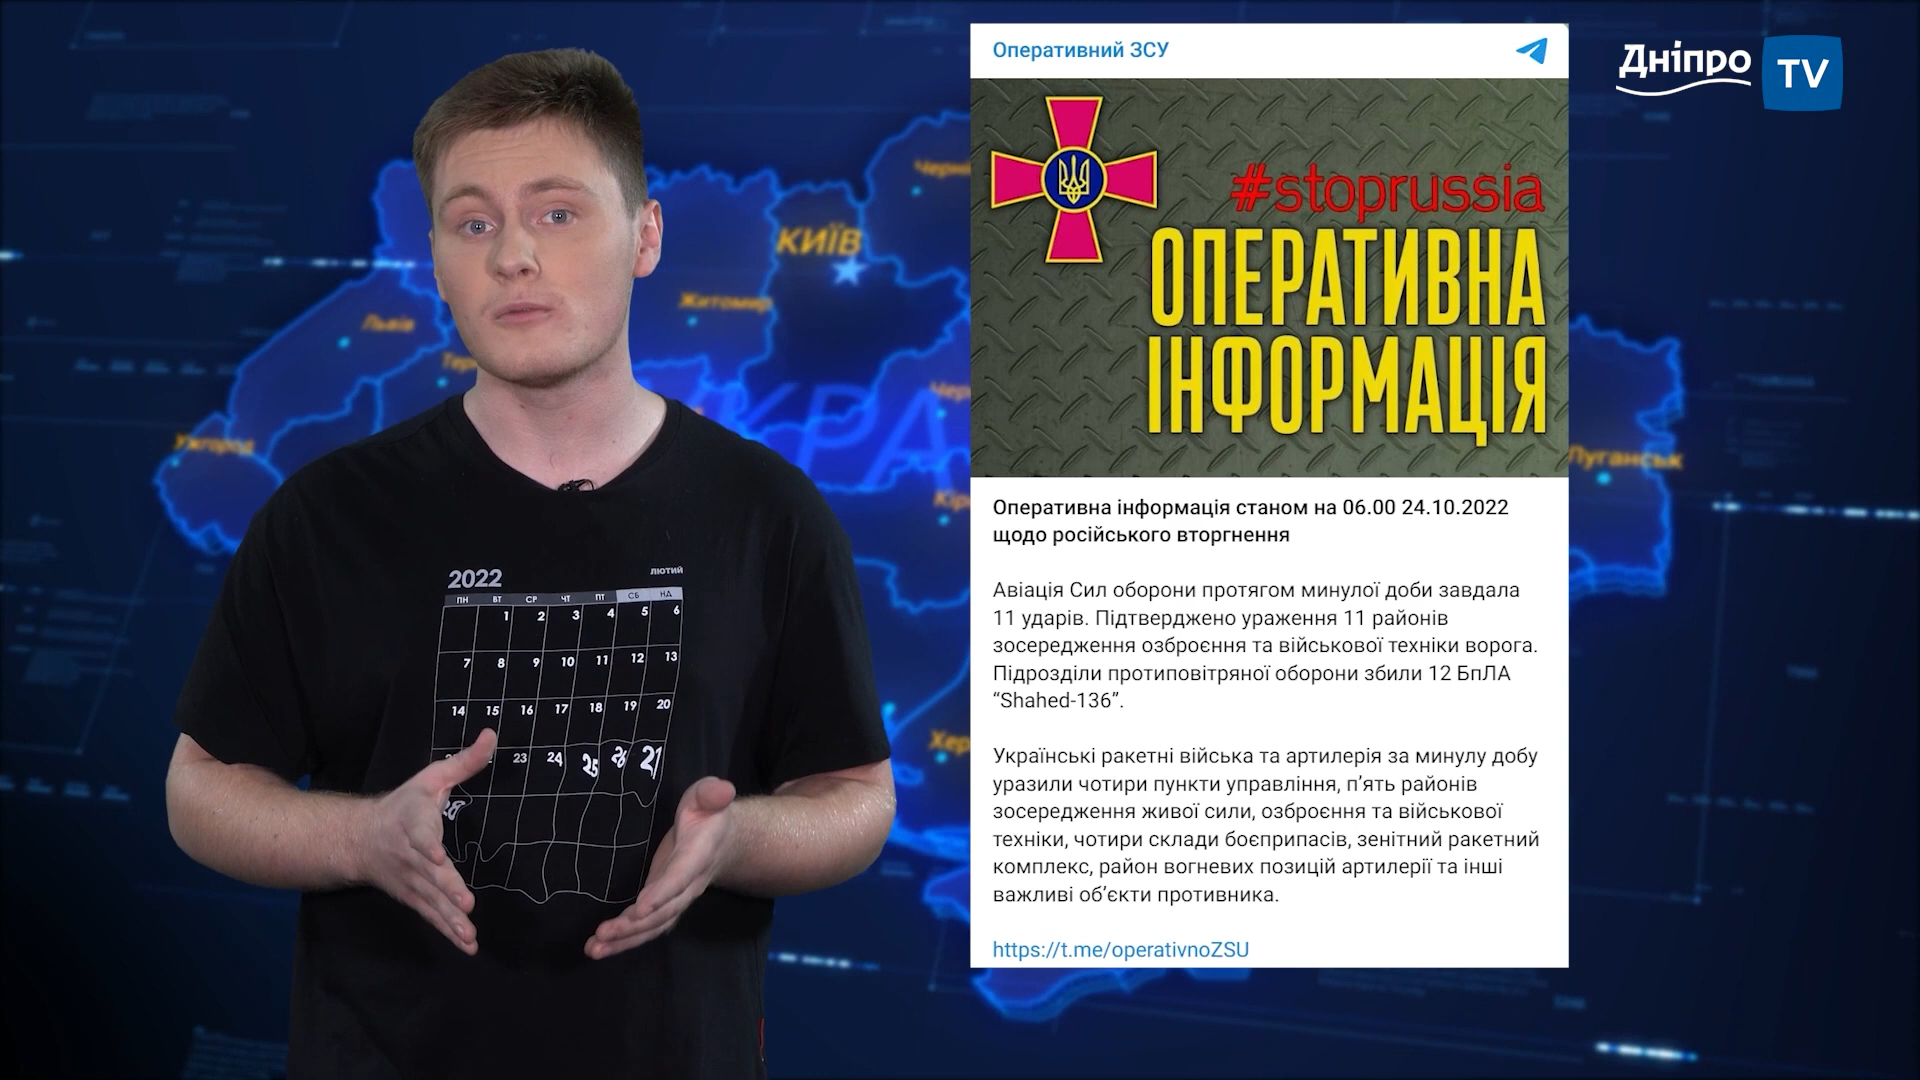 Оперативний ЗСУ
Дніпро TV
#stoprussia
ОПЕРАТИВНА
ІНФОРМАЦІЯ
Оперативна інформація станом на 06.00 24.10.2022
щодо російського вторгнення
Авіація Сил оборони протягом минулої доби завдала
11 ударів. Підтверджено ураження 11 районів
зосередження озброєння та військової техніки ворога.
Підрозділи протиповітряної оборони збили 12 БпЛА
“Shahed-136”.
Українські ракетні війська та артилерія за минулу добу
уразили чотири пункти управління, п’ять районів
зосередження живої сили, озброєння та військової
техніки, чотири склади боєприпасів, зенітний ракетний
комплекс, район вогневих позицій артилерії та інші
важливі об’єкти противника.
https://t.me/operativnoZSU
КИЇВ
Житомир
Львів
Ужгород
Луганськ
2022 ЛЮТИЙ
ПН ВТ СР ЧТ ПТ СБ НД
1 2 3 4 5 6
7 8 9 10 11 12 13
14 15 16 17 18 19 20
23 24 25 26 27
28